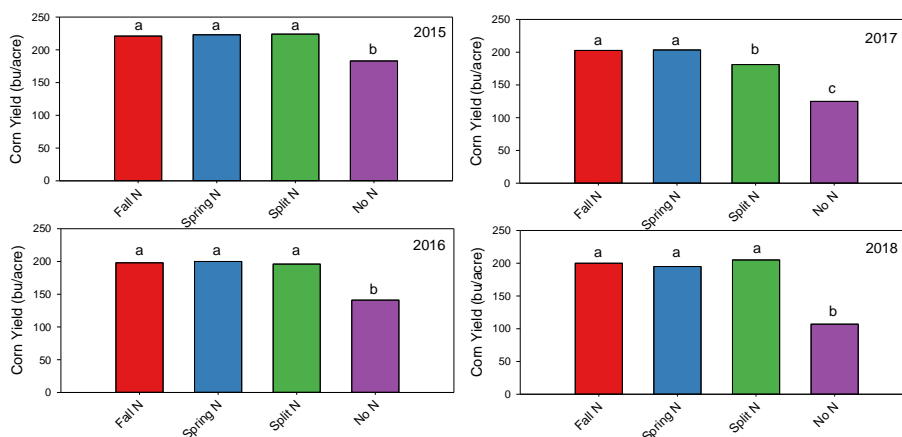 250
200
150
100
50
0
Corn Yield (bu/acre)
a
a
a
b
2015
Fall N
Spring N
Split N
No N
250
200
150
100
50
0
Corn Yield (bu/acre)
a
a
b
c
2017
Fall N
Spring N
Split N
No N
250
200
150
100
50
0
Corn Yield (bu/acre)
a
a
a
b
2016
Fall N
Spring N
Split N
No N
250
200
150
100
50
0
Corn Yield (bu/acre)
a
a
a
b
2018
Fall N
Spring N
Split N
No N